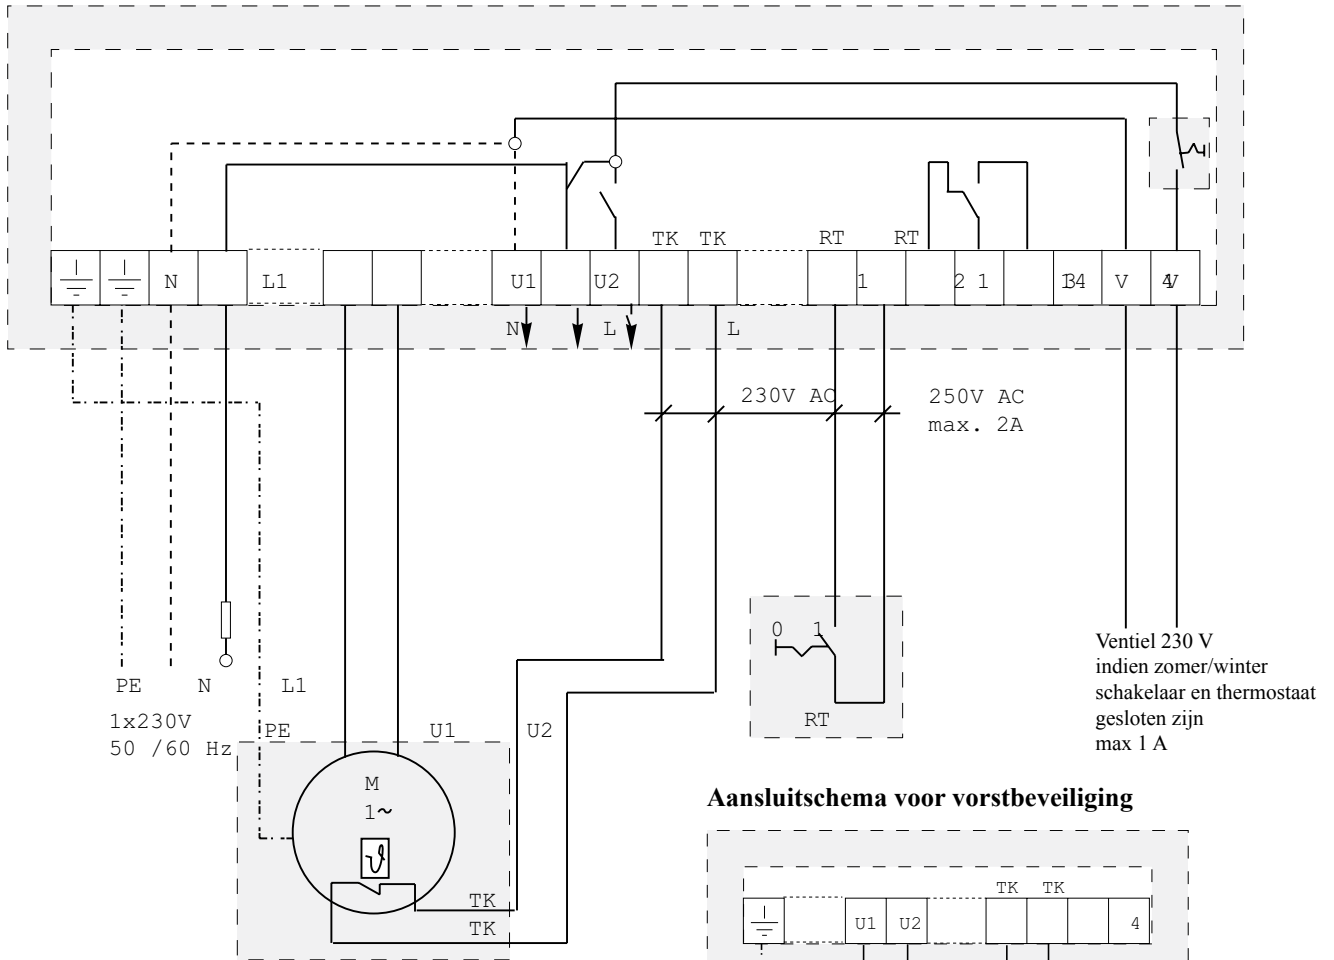 TK TK RT RT
N L1 U1 U2 1 2 1 34 V 4V
N L L
230V AC
250V AC
max. 2A
0 1
RT
Ventiel 230 V
indien zomer/winter
schakelaar en thermostaat
gesloten zijn
max 1 A
PE N L1
1x230V
50 /60 Hz
PE U1 U2
M
1~
TK
TK
Aansluitschema voor vorstbeveiliging
TK TK
U1 U2 4